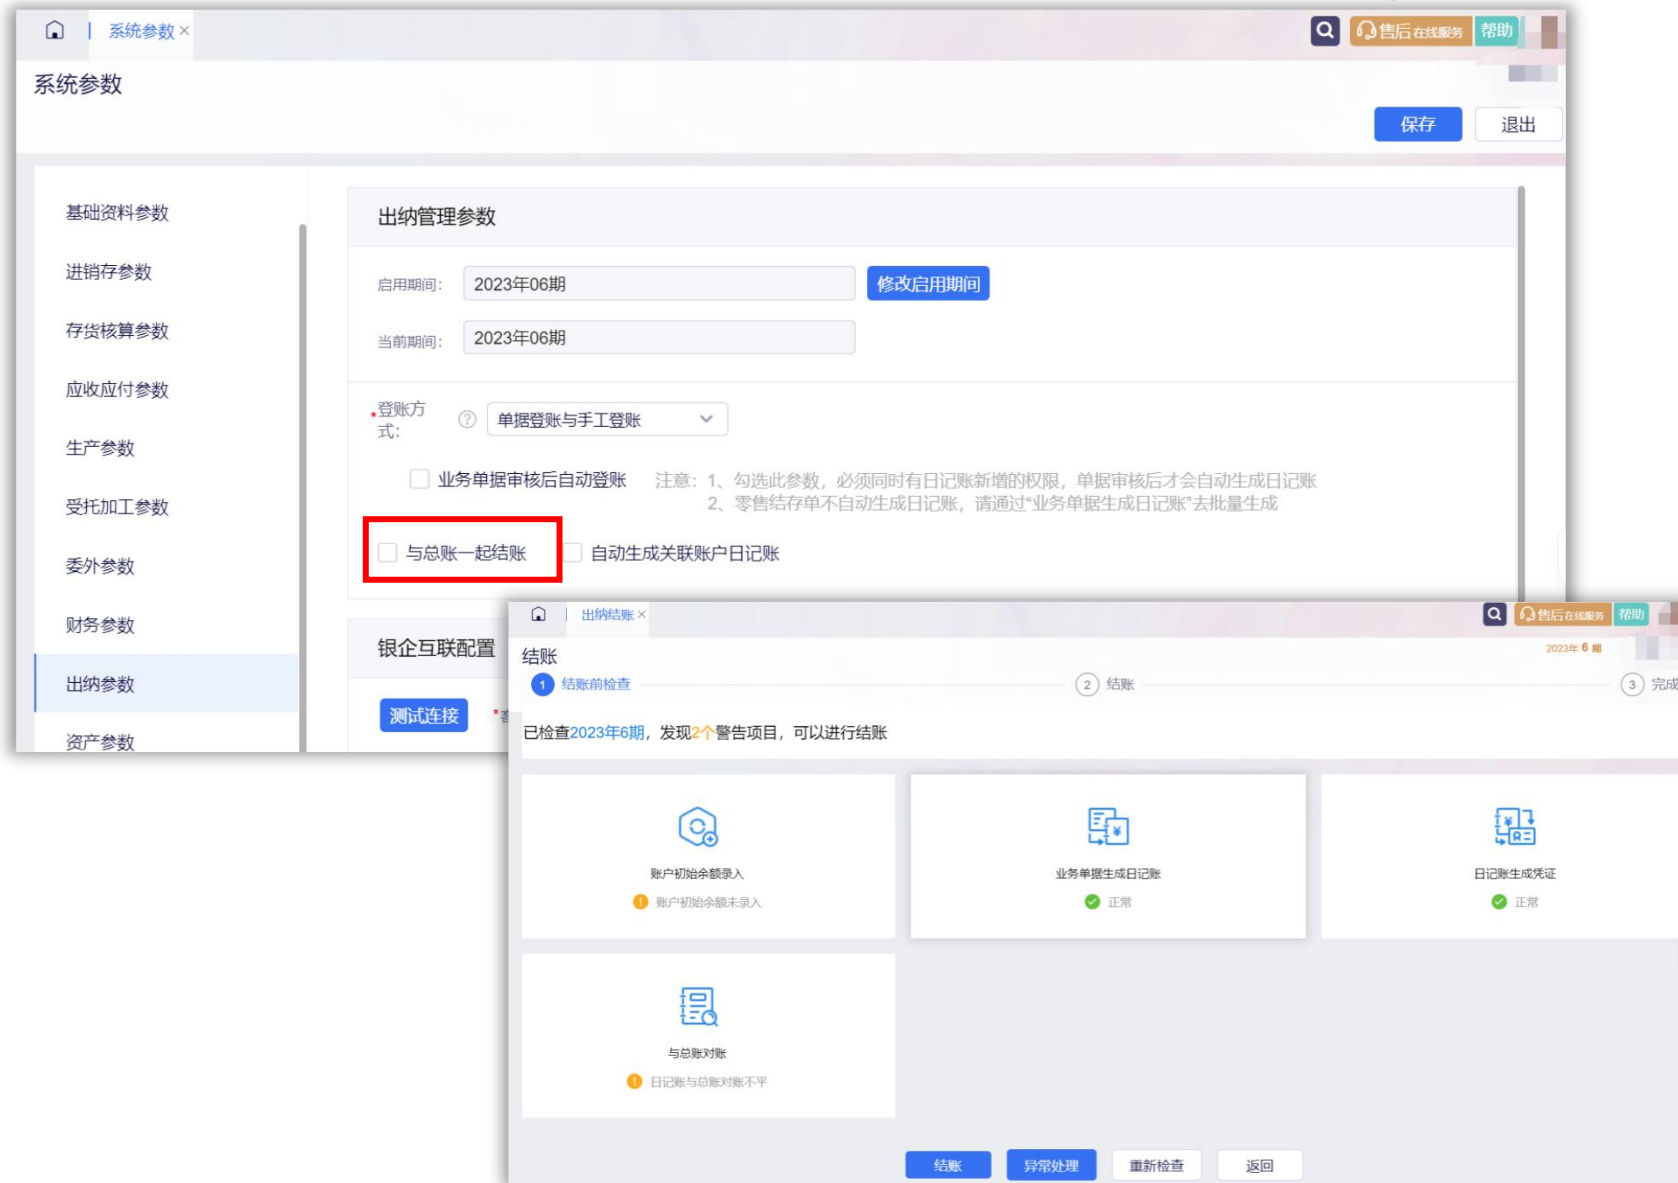 系统参数×
售后在线服务
帮助
系统参数
保存
退出
基础资料参数
进销存参数
存货核算参数
应收应付参数
生产参数
受托加工参数
委外参数
财务参数
出纳参数
资产参数
出纳管理参数
启用期间：
2023年06期
修改启用期间
当前期间：
2023年06期
*登账方
式：
?
单据登账与手工登账
业务单据审核后自动登账
注意：1、勾选此参数，必须同时有日记账新增的权限，单据审核后才会自动生成日记账
2、零售结存单不自动生成日记账，请通过“业务单据生成日记账”去批量生成
与总账一起结账
自动生成关联账户日记账
银企互联配置
测试连接
出纳结账×
售后在线服务
帮助
结账
2023年 6 期
1 结账前检查
2 结账
3 完成
已检查2023年6期，发现2个警告项目，可以进行结账
账户初始余额录入
账户初始余额未录入
业务单据生成日记账
正常
日记账生成凭证
正常
与总账对账
日记账与总账对账不平
结账
异常处理
重新检查
返回